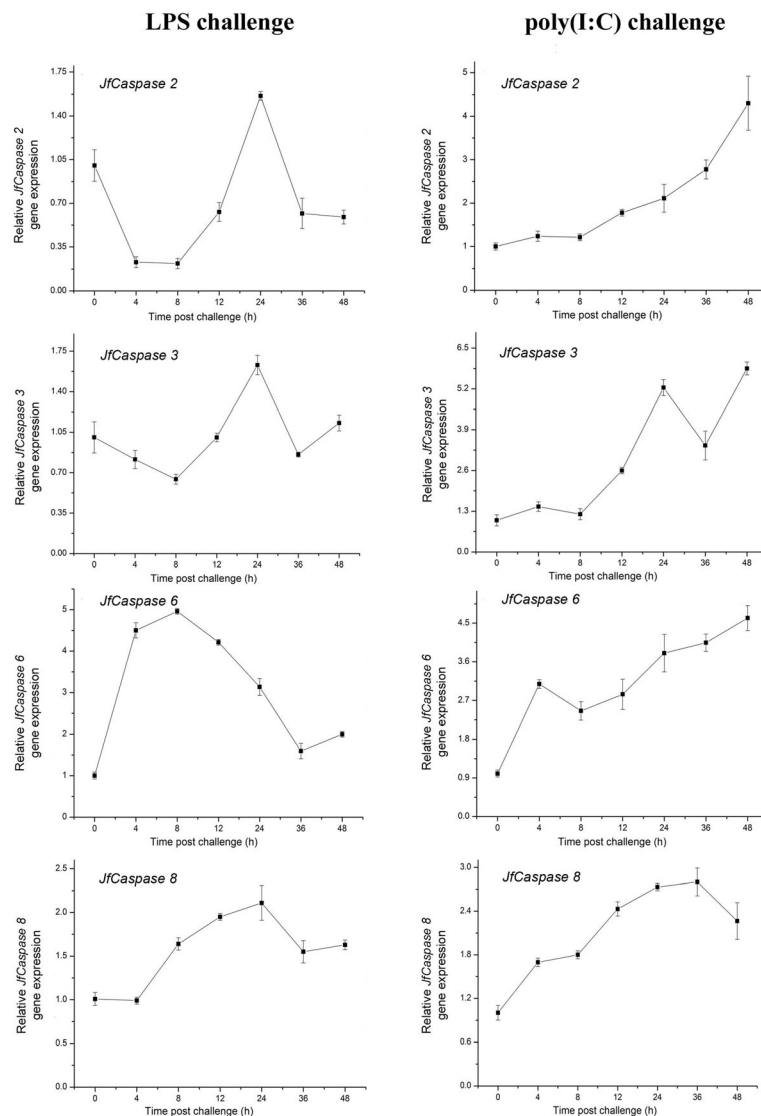 LPS challenge
poly(I:C) challenge
JfCaspase 2
Relative JfCaspase 2
gene expression
1.75
1.40
1.05
0.70
0.35
0.00
0 4 8 12 24 36 48
Time post challenge (h)
JfCaspase 2
Relative JfCaspase 2
gene expression
5
4
3
2
1
0 4 8 12 24 36 48
Time post challenge (h)
JfCaspase 3
Relative JfCaspase 3
gene expression
1.75
1.40
1.05
0.70
0.35
0.00
0 4 8 12 24 36 48
Time post challenge (h)
JfCaspase 3
Relative JfCaspase 3
gene expression
6.5
5.2
3.9
2.6
1.3
0.0
0 4 8 12 24 36 48
Time post challenge (h)
JfCaspase 6
Relative JfCaspase 6
gene expression
5
4
3
2
1
0
0 4 8 12 24 36 48
Time post challenge (h)
JfCaspase 6
Relative JfCaspase 6
gene expression
4.5
3.6
2.7
1.8
0.9
0.0
0 4 8 12 24 36 48
Time post challenge (h)
JfCaspase 8
Relative JfCaspase 8
gene expression
2.5
2.0
1.5
1.0
0.5
0.0
0 4 8 12 24 36 48
Time post challenge (h)
JfCaspase 8
Relative JfCaspase 8
gene expression
3.0
2.4
1.8
1.2
0.6
0.0
0 4 8 12 24 36 48
Time post challenge (h)